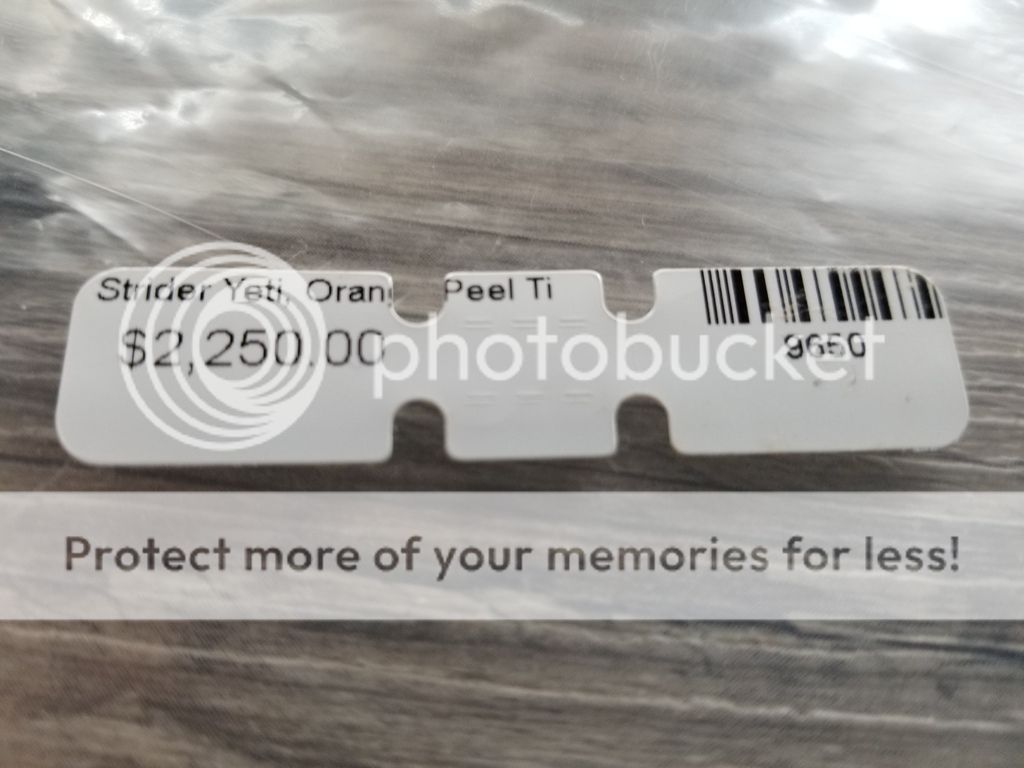 Strider Yeti, Oran Peel Ti
$2,250.00
9650
photobucket
Protect more of your memories for less!